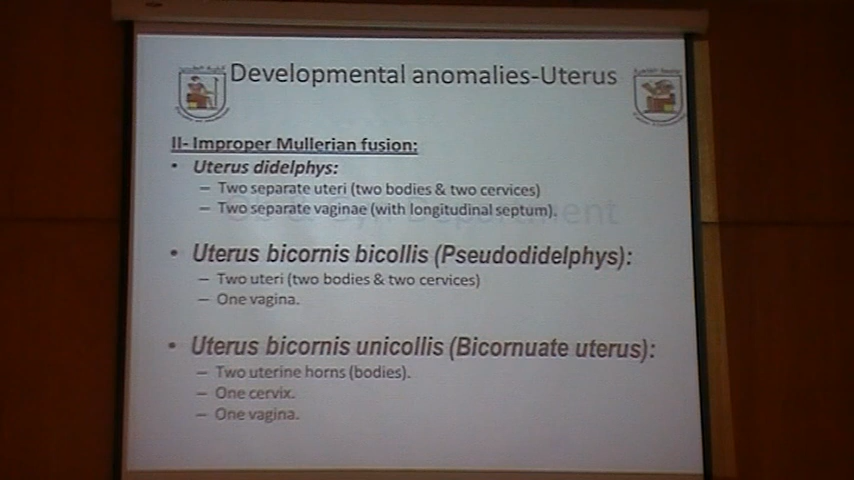 Developmental anomalies-Uterus
II- Improper Mullerian fusion:
• Uterus didelphys:
– Two separate uteri (two bodies & two cervices)
– Two separate vaginae (with longitudinal septum).
• Uterus bicornis bicollis (Pseudodidelphys):
– Two uteri (two bodies & two cervices)
– One vagina.
• Uterus bicornis unicollis (Bicornuate uterus):
– Two uterine horns (bodies).
– One cervix.
– One vagina.